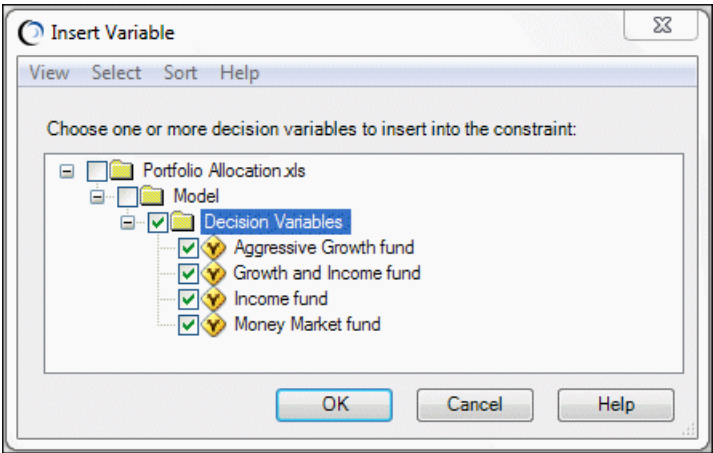 Insert Variable
View Select Sort Help
Choose one or more decision variables to insert into the constraint:
Portfolio Allocation.xls
Model
Decision Variables
Aggressive Growth fund
Growth and Income fund
Income fund
Money Market fund
OK Cancel Help